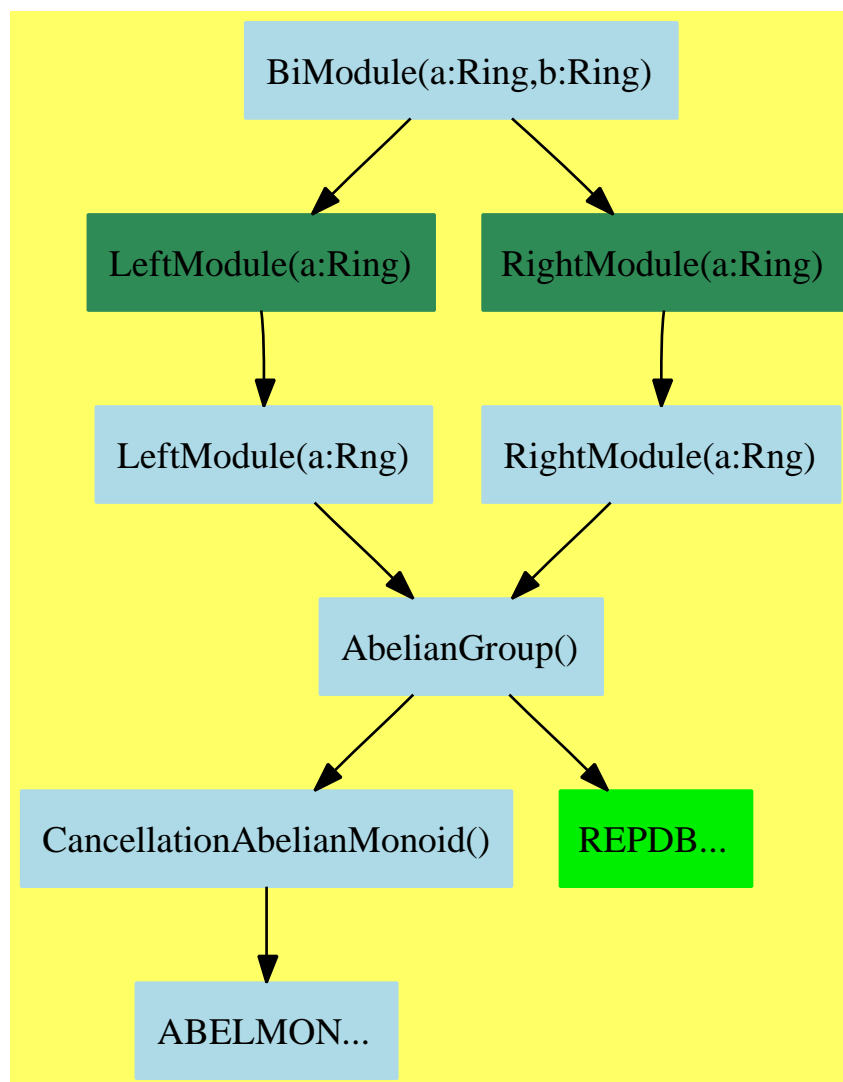 BiModule(a:Ring,b:Ring)
LeftModule(a:Ring)
RightModule(a:Ring)
LeftModule(a:Rng)
RightModule(a:Rng)
AbelianGroup()
CancellationAbelianMonoid()
REPDB...
ABELMON...